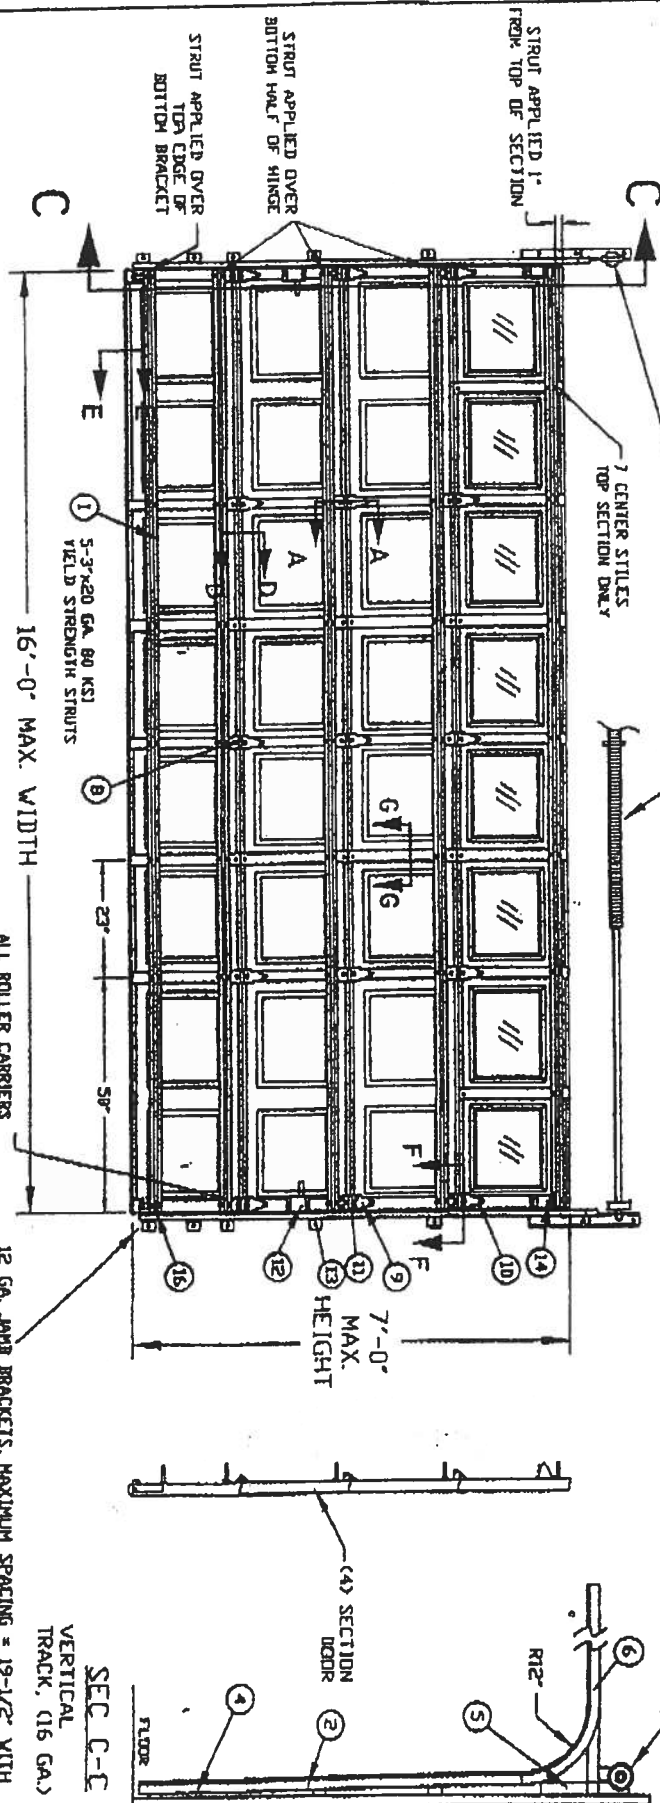 STRUT APPLIED 1"
FROM TOP OF SECTION
C
7 CENTER STILES
TOP SECTION ONLY
STRUT APPLIED OVER
BOTTOM HALF OF HINGE
STRUT APPLIED OVER
TOP EDGE OF
BOTTOM BRACKET
C
A
A
D
D
E
G
G
F
F
1
5-3"x20 GA. 80 KSI
YIELD STRENGTH STRUTS
8
23"
50"
16'-0" MAX. WIDTH
14
10
9
11
13
12
16
7'-0"
MAX.
HEIGHT
ALL ROLLER CARRIERS
12 GA. JAMB BRACKETS. MAXIMUM SPACING = 19-1/2" WITH
(4) SECTION
DOOR
6
R12"
5
2
4
FLOOR
SEC C-C
VERTICAL
TRACK, (16 GA.)